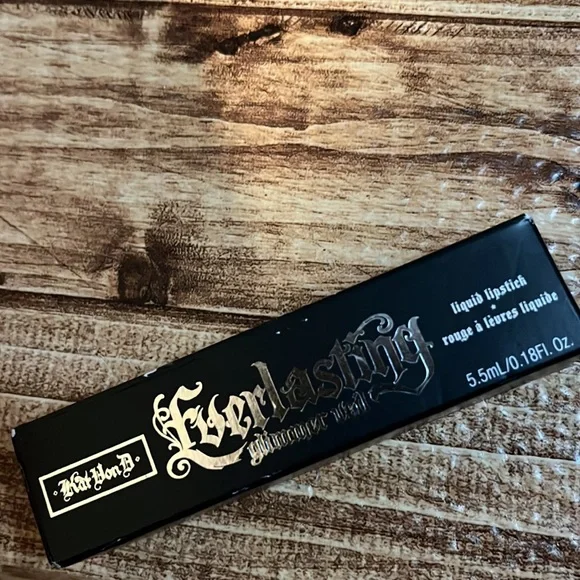 · Kat Von D ·
Everlasting
glimmer veil
liquid lipstick
•
rouge à lèvres liquide
5.5mL/0.18Fl. Oz.